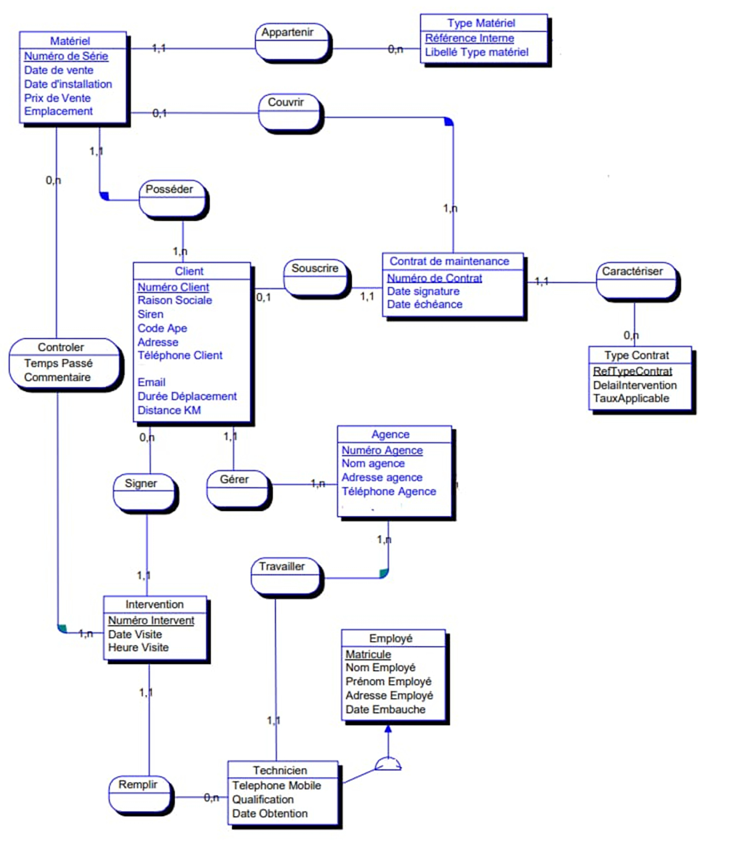 Matériel
Numéro de Série
Date de vente
Date d'installation
Prix de Vente
Emplacement
1,1
Appartenir
0,n
Type Matériel
Référence Interne
Libellé Type matériel
0,1
Couvrir
1,n
1,1
0,n
Posséder
1,n
Client
Numéro Client
Raison Sociale
Siren
Code Ape
Adresse
Téléphone Client
Email
Durée Déplacement
Distance KM
0,1
Souscrire
1,1
Contrat de maintenance
Numéro de Contrat
Date signature
Date échéance
1,1
Caractériser
0,n
Type Contrat
RefTypeContrat
DelaiIntervention
TauxApplicable
Controler
Temps Passé
Commentaire
0,n
1,1
Signer
Gérer
1,n
Agence
Numéro Agence
Nom agence
Adresse agence
Téléphone Agence
1,n
Travailler
1,1
1,1
Intervention
Numéro Intervent
Date Visite
Heure Visite
1,n
1,1
Employé
Matricule
Nom Employé
Prénom Employé
Adresse Employé
Date Embauche
Remplir
0,n
Technicien
Telephone Mobile
Qualification
Date Obtention